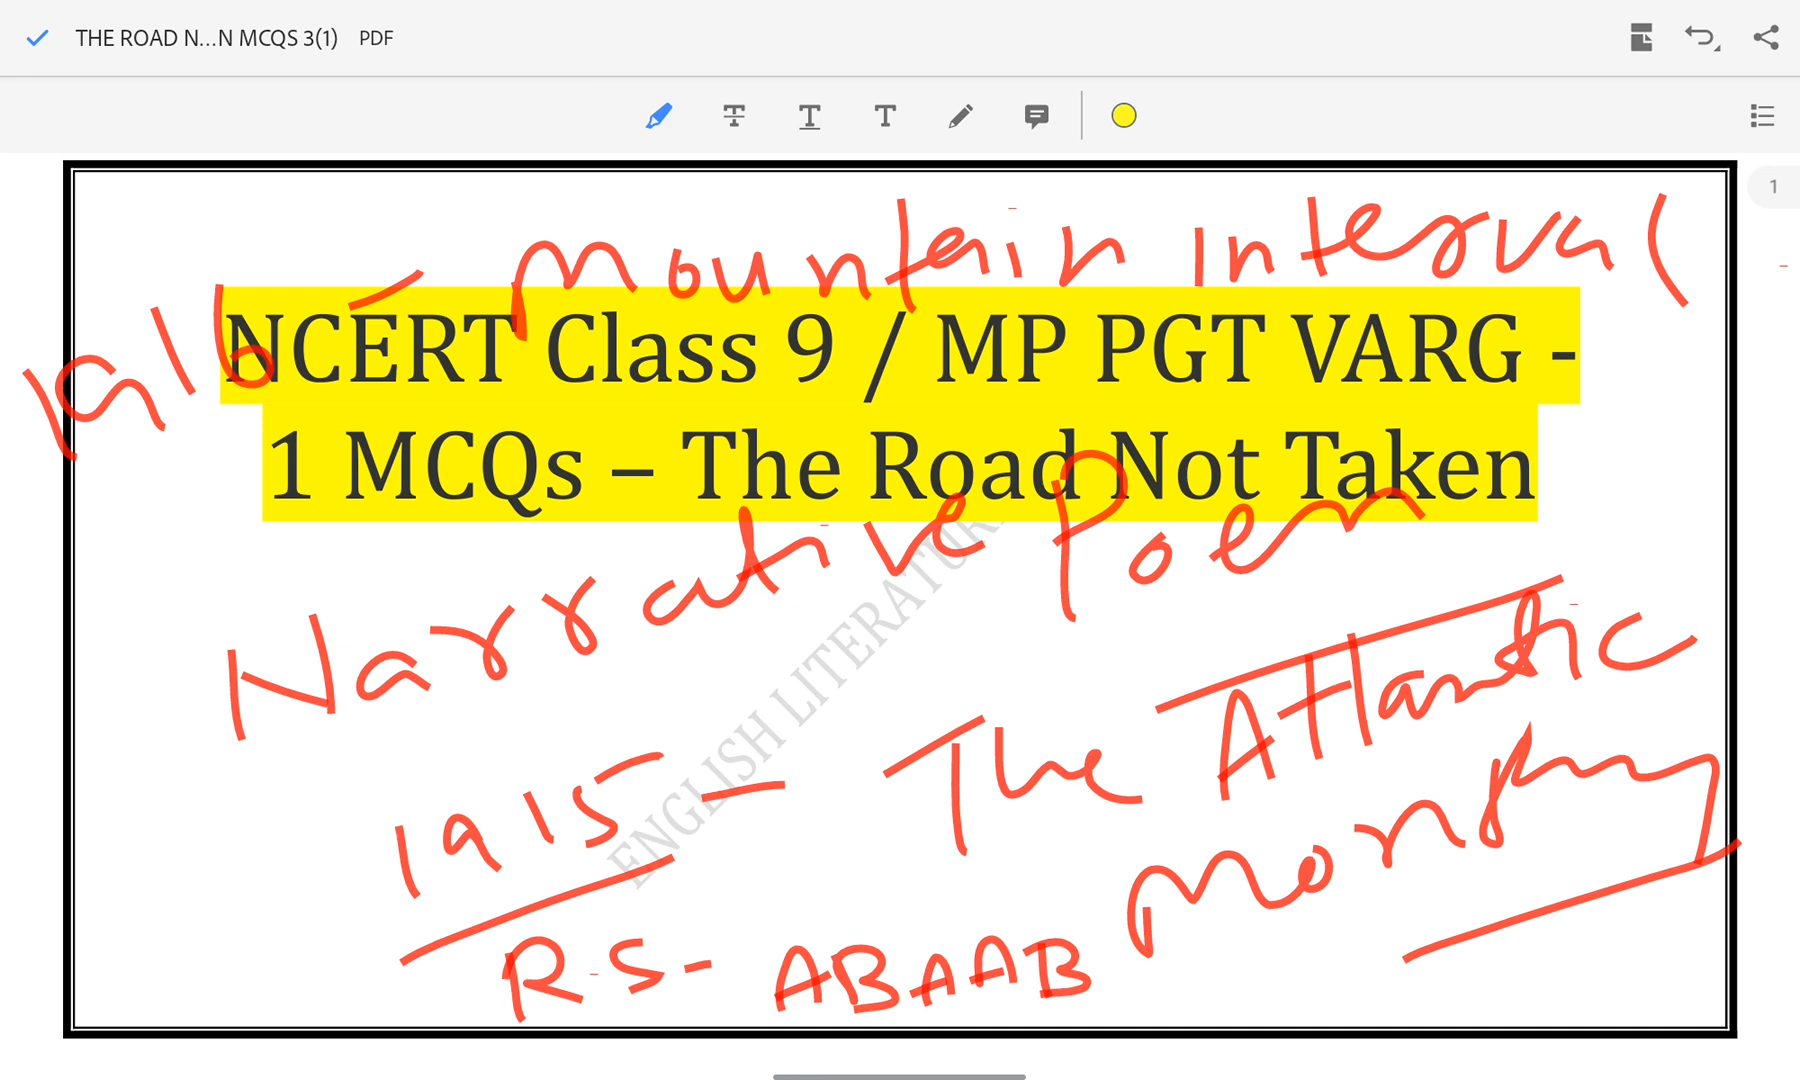 THE ROAD N...N MCQS 3(1) PDF
1
1916 - Mountain Interval
NCERT Class 9 / MP PGT VARG -
1 MCQs – The Road Not Taken
Narrative Poem
ENGLISH LITERATUR
1915 - The Atlantic
Monthly
R.S- ABAAB